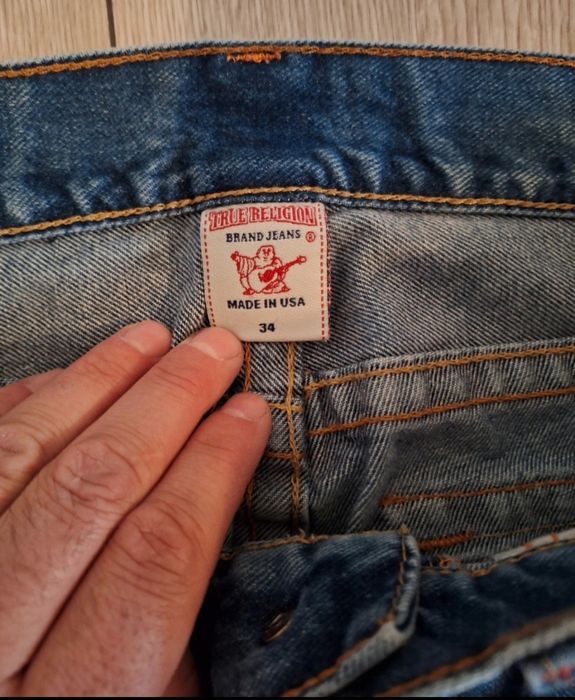 TRUE RELIGION
BRAND JEANS ®
MADE IN USA
34